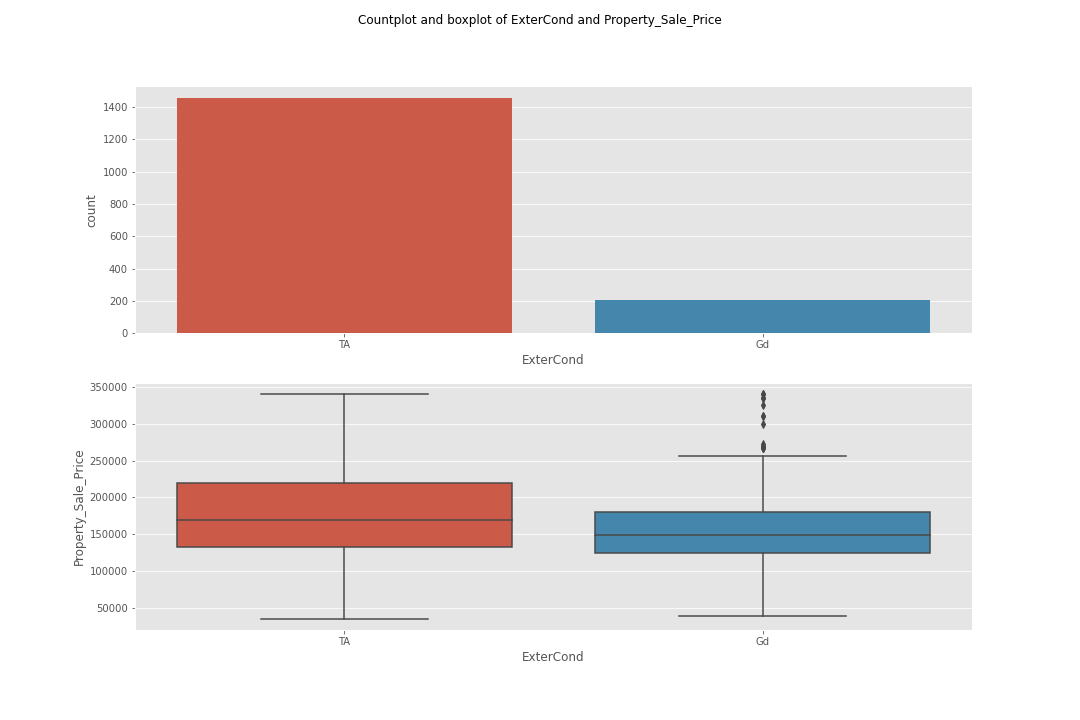 Countplot and boxplot of ExterCond and Property_Sale_Price
1400
1200
1000
800
600
400
200
0
count
TA
Gd
ExterCond
350000
300000
250000
200000
150000
100000
50000
Property_Sale_Price
TA
Gd
ExterCond